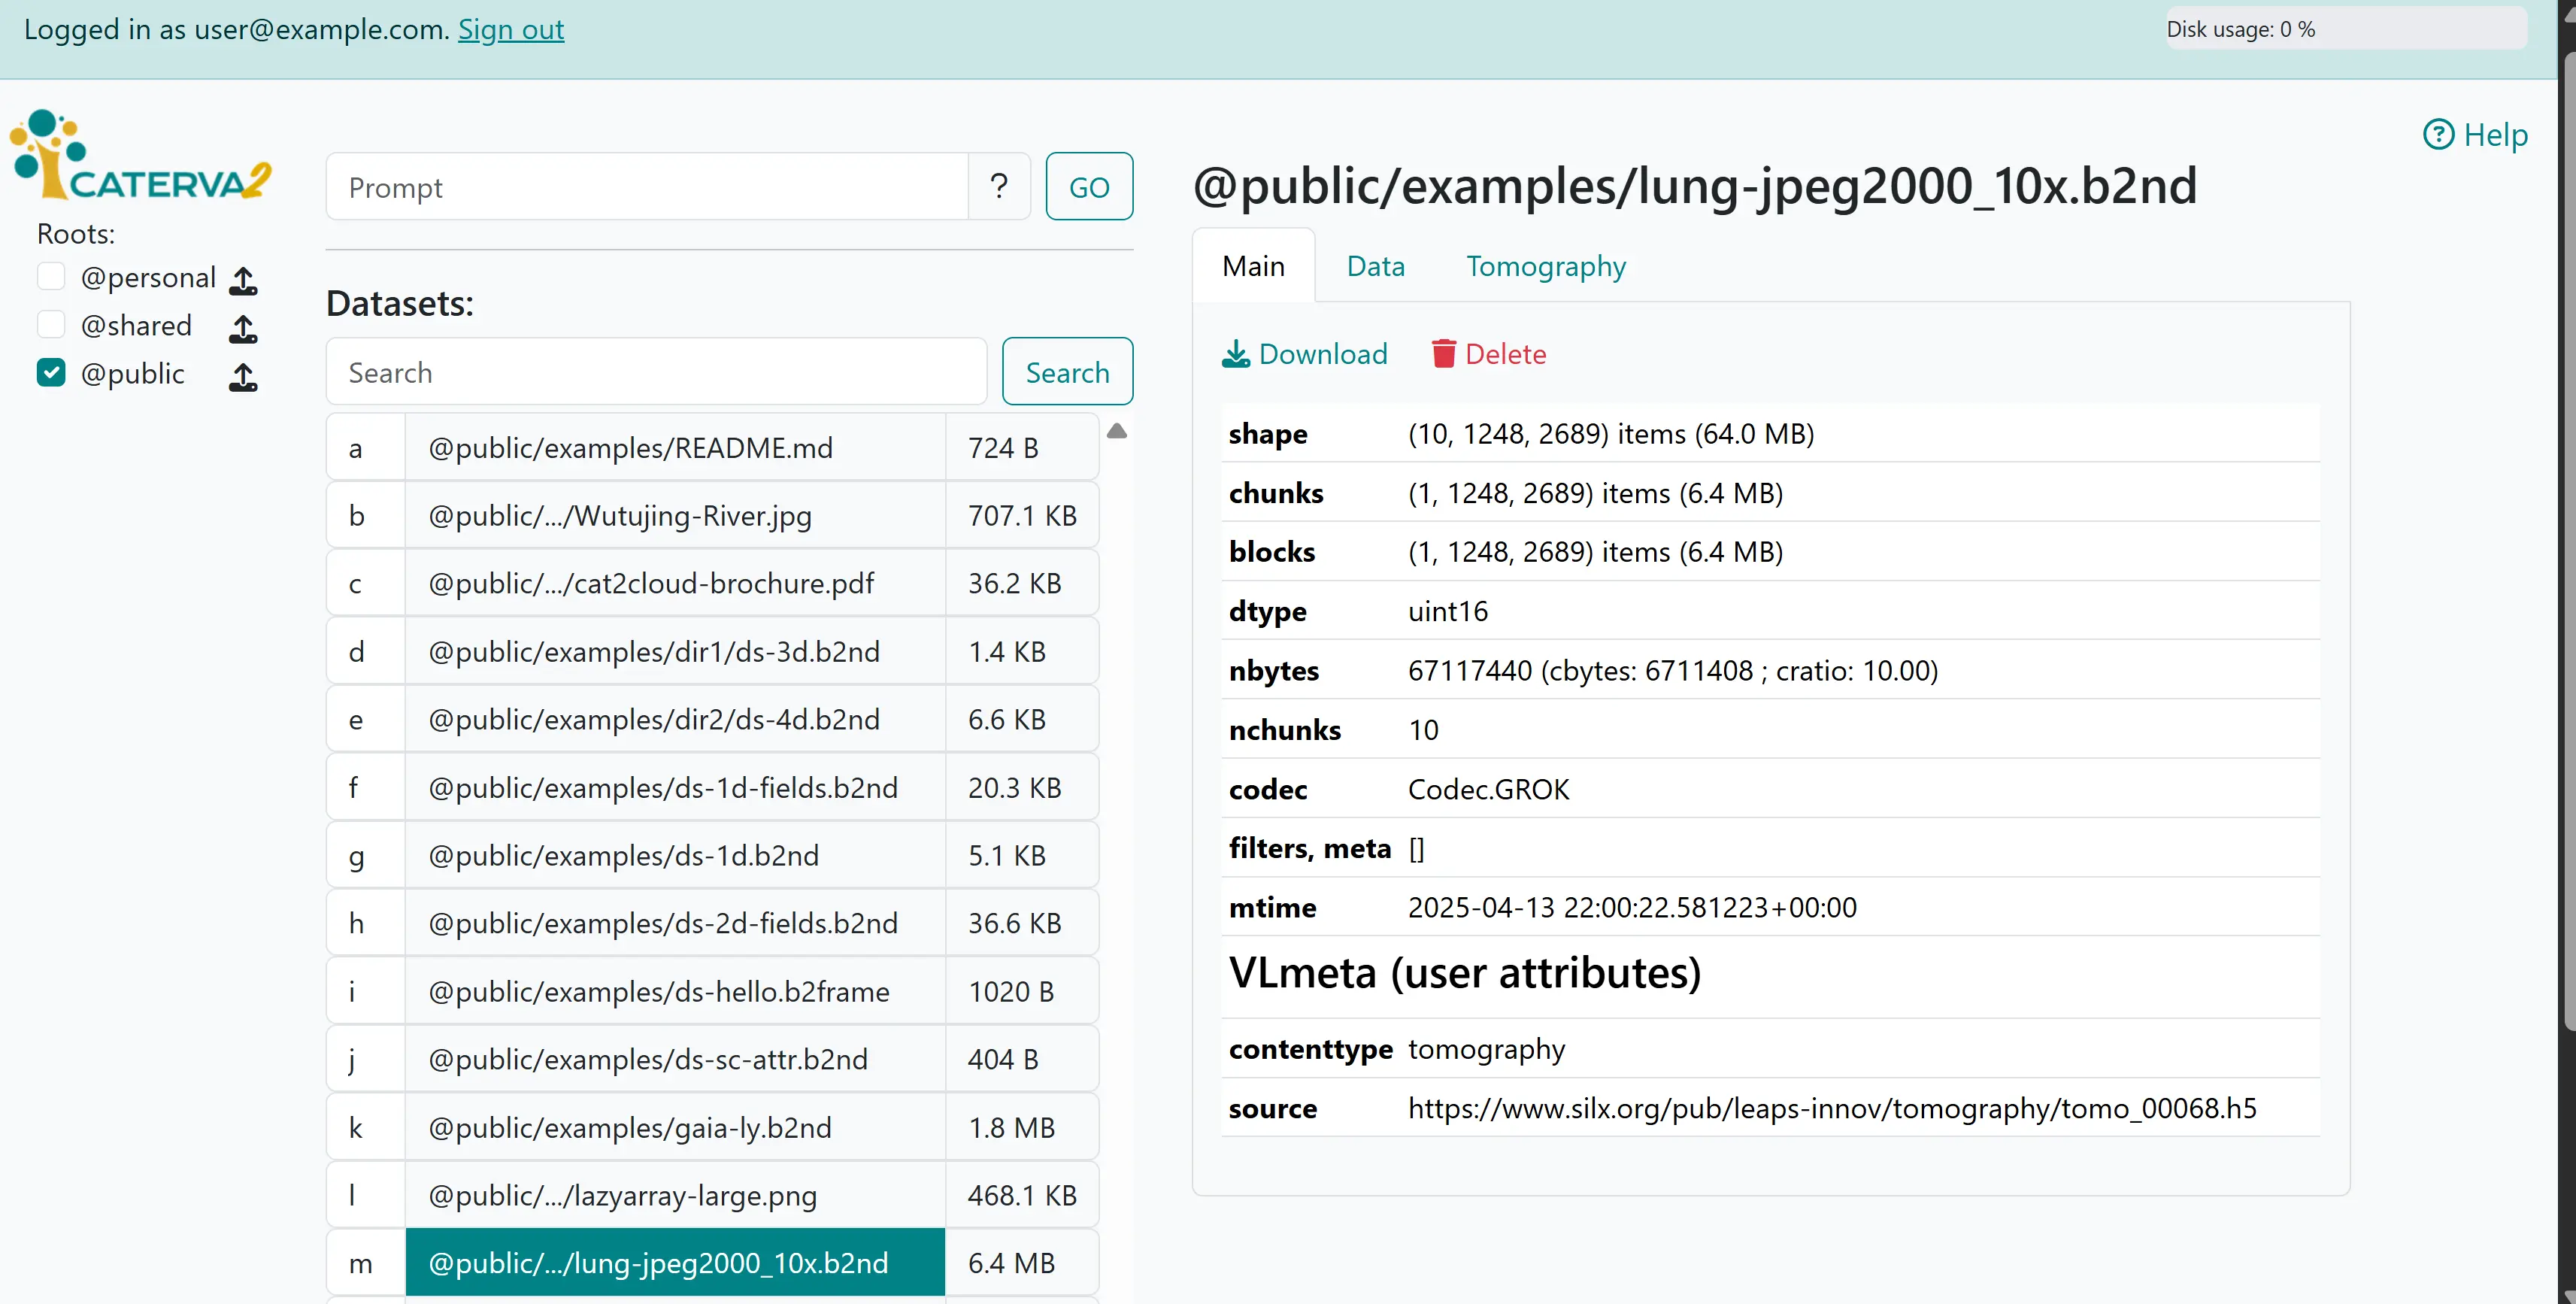 Logged in as user@example.com. Sign out
Disk usage: 0 %
CATERVA2
Roots:
@personal
@shared
@public
Prompt ? GO
Datasets:
Search Search
a @public/examples/README.md 724 B
b @public/.../Wutujing-River.jpg 707.1 KB
c @public/.../cat2cloud-brochure.pdf 36.2 KB
d @public/examples/dir1/ds-3d.b2nd 1.4 KB
e @public/examples/dir2/ds-4d.b2nd 6.6 KB
f @public/examples/ds-1d-fields.b2nd 20.3 KB
g @public/examples/ds-1d.b2nd 5.1 KB
h @public/examples/ds-2d-fields.b2nd 36.6 KB
i @public/examples/ds-hello.b2frame 1020 B
j @public/examples/ds-sc-attr.b2nd 404 B
k @public/examples/gaia-ly.b2nd 1.8 MB
l @public/.../lazyarray-large.png 468.1 KB
m @public/.../lung-jpeg2000_10x.b2nd 6.4 MB
? Help
@public/examples/lung-jpeg2000_10x.b2nd
Main Data Tomography
Download Delete
shape (10, 1248, 2689) items (64.0 MB)
chunks (1, 1248, 2689) items (6.4 MB)
blocks (1, 1248, 2689) items (6.4 MB)
dtype uint16
nbytes 67117440 (cbytes: 6711408 ; cratio: 10.00)
nchunks 10
codec Codec.GROK
filters, meta []
mtime 2025-04-13 22:00:22.581223+00:00
VLmeta (user attributes)
contenttype tomography
source https://www.silx.org/pub/leaps-innov/tomography/tomo_00068.h5